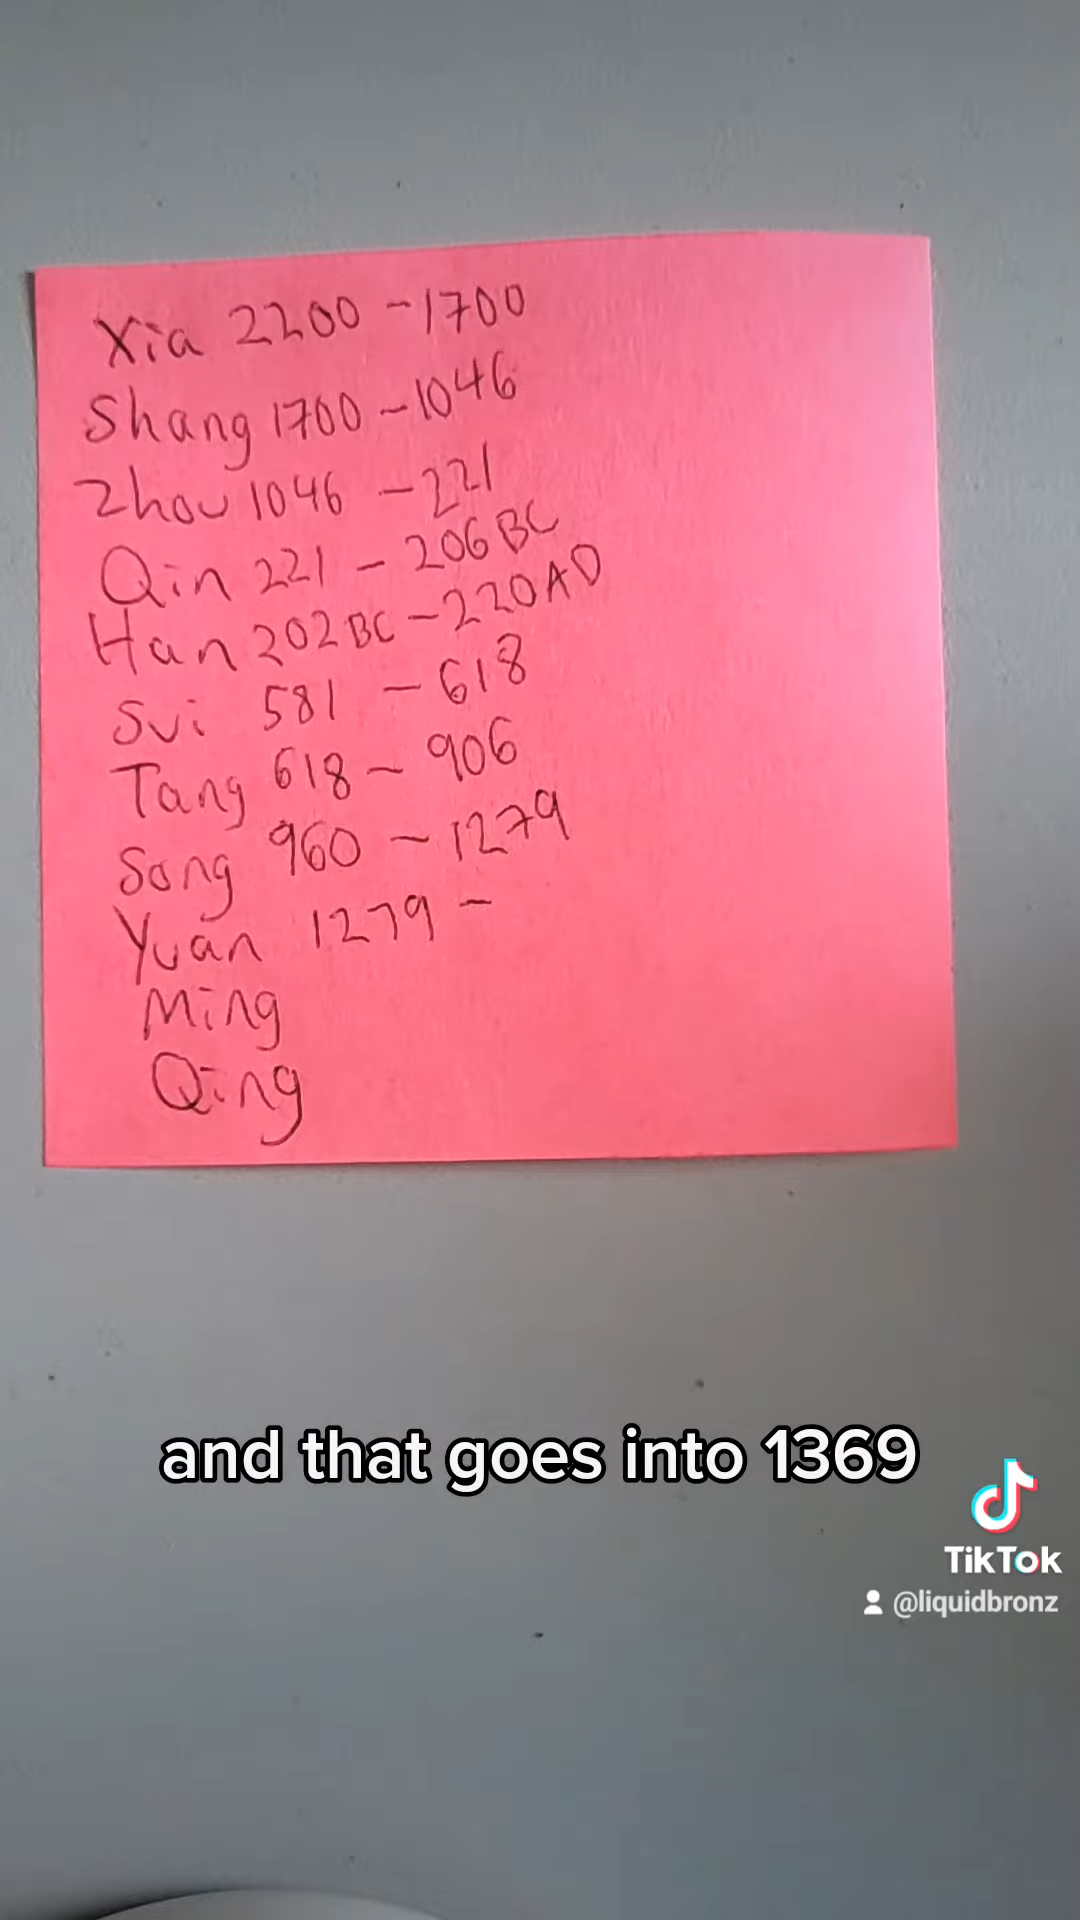 Xia 2200 - 1700
Shang 1700 - 1046
Zhou 1046 - 221
Qin 221 - 206 BC
Han 202 BC - 220 AD
Sui 581 - 618
Tang 618 - 906
Song 960 - 1279
Yuan 1279 -
Ming
Qing
and that goes into 1369
TikTok
@liquidbronz